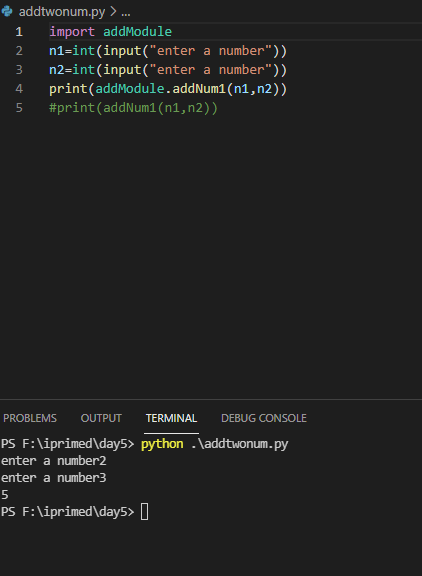 addtwonum.py > ...
1 import addModule
2 n1=int(input("enter a number"))
3 n2=int(input("enter a number"))
4 print(addModule.addNum1(n1,n2))
5 #print(addNum1(n1,n2))
PROBLEMS OUTPUT TERMINAL DEBUG CONSOLE
PS F:\iprimed\day5> python .\addtwonum.py
enter a number2
enter a number3
5
PS F:\iprimed\day5>